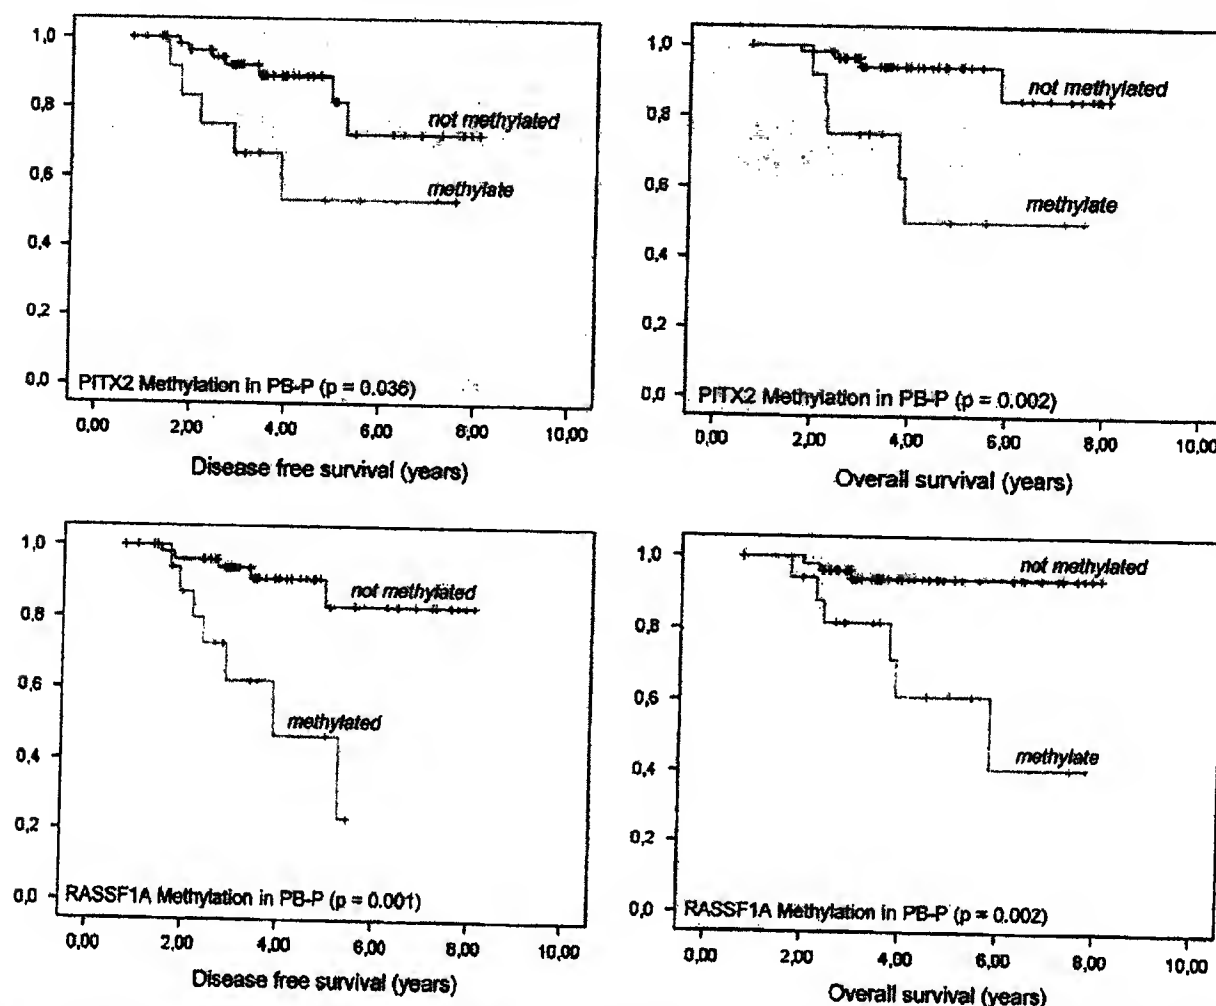 1,0
0,8
0,6
0,4
0,2
0,0
not methylated
methylate
PITX2 Methylation in PB-P (p = 0.036)
0,00 2,00 4,00 6,00 8,00 10,00
Disease free survival (years)
1,0
0,8
0,6
0,4
0,2
0,0
not methylated
methylate
PITX2 Methylation in PB-P (p = 0.002)
0,00 2,00 4,00 6,00 8,00 10,00
Overall survival (years)
1,0
0,8
0,6
0,4
0,2
0,0
not methylated
methylated
RASSF1A Methylation in PB-P (p = 0.001)
0,00 2,00 4,00 6,00 8,00 10,00
Disease free survival (years)
1,0
0,8
0,6
0,4
0,2
0,0
not methylated
methylate
RASSF1A Methylation in PB-P (p = 0.002)
0,00 2,00 4,00 6,00 8,00 10,00
Overall survival (years)